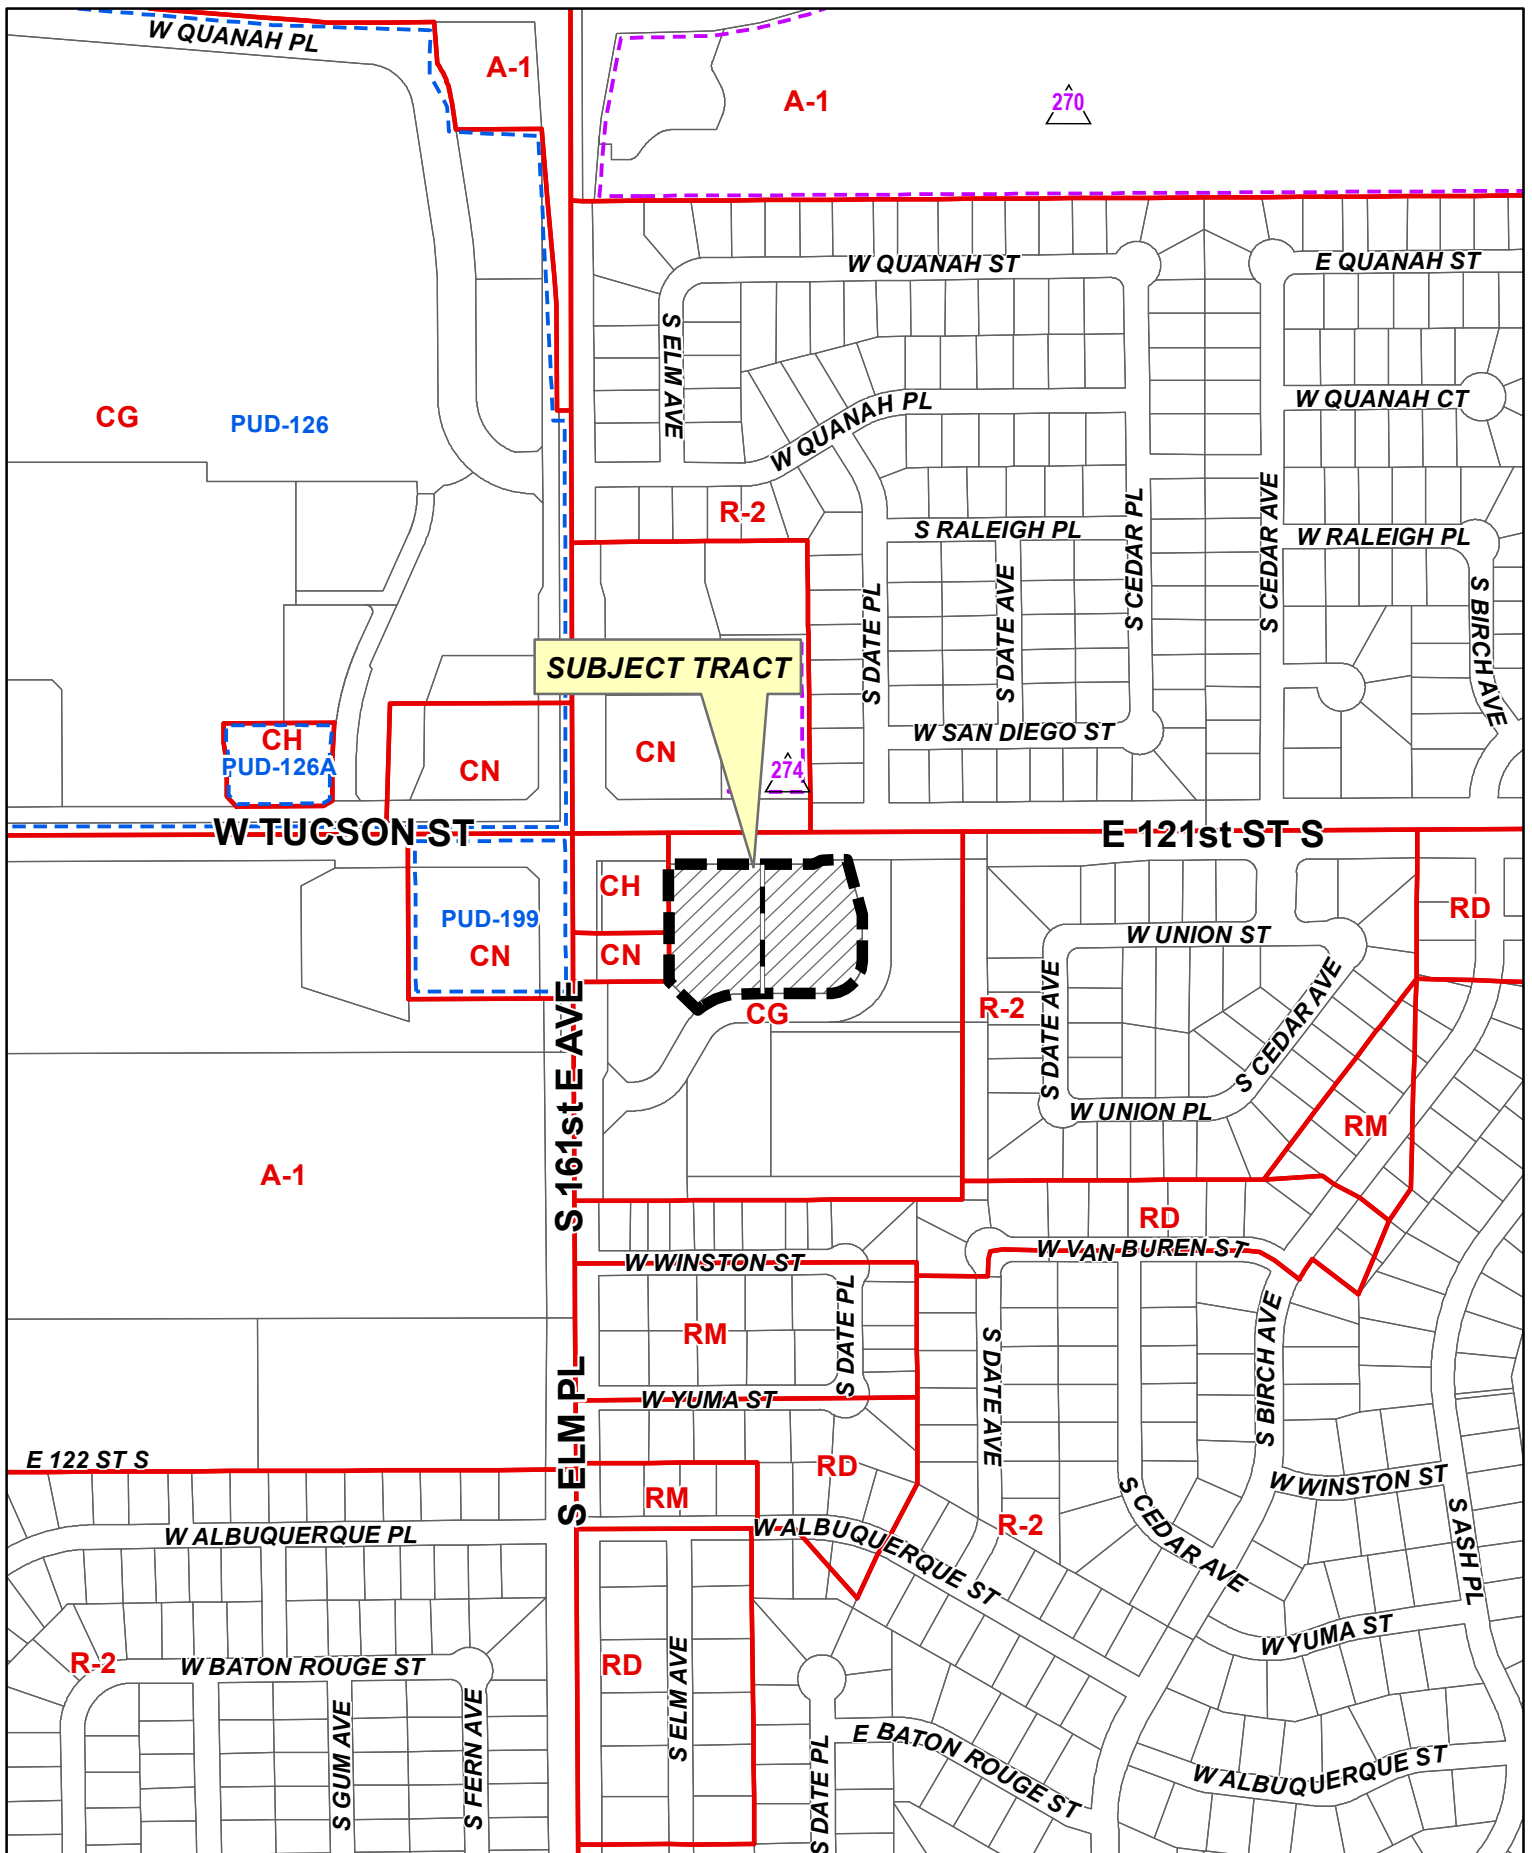 W QUANAH PL
A-1
A-1
270
W QUANAH ST
E QUANAH ST
S ELM AVE
W QUANAH PL
W QUANAH CT
CG
PUD-126
R-2
S RALEIGH PL
W RALEIGH PL
S CEDAR PL
S CEDAR AVE
S DATE PL
S DATE AVE
S BIRCH AVE
SUBJECT TRACT
W SAN DIEGO ST
CH
PUD-126A
CN
CN
274
W TUCSON ST
E 121st ST S
CH
PUD-199
CN
CN
RD
W UNION ST
S DATE AVE
S CEDAR AVE
R-2
CG
W UNION PL
RM
S 161st E AVE
A-1
RD
W VAN BUREN ST
W WINSTON ST
RM
S DATE PL
S DATE AVE
S BIRCH AVE
S ELM PL
W YUMA ST
E 122 ST S
RD
RM
W WINSTON ST
S CEDAR AVE
R-2
S ASH PL
W ALBUQUERQUE PL
W ALBUQUERQUE ST
W YUMA ST
R-2
W BATON ROUGE ST
RD
S ELM AVE
S GUM AVE
S FERN AVE
S DATE PL
E BATON ROUGE ST
W ALBUQUERQUE ST